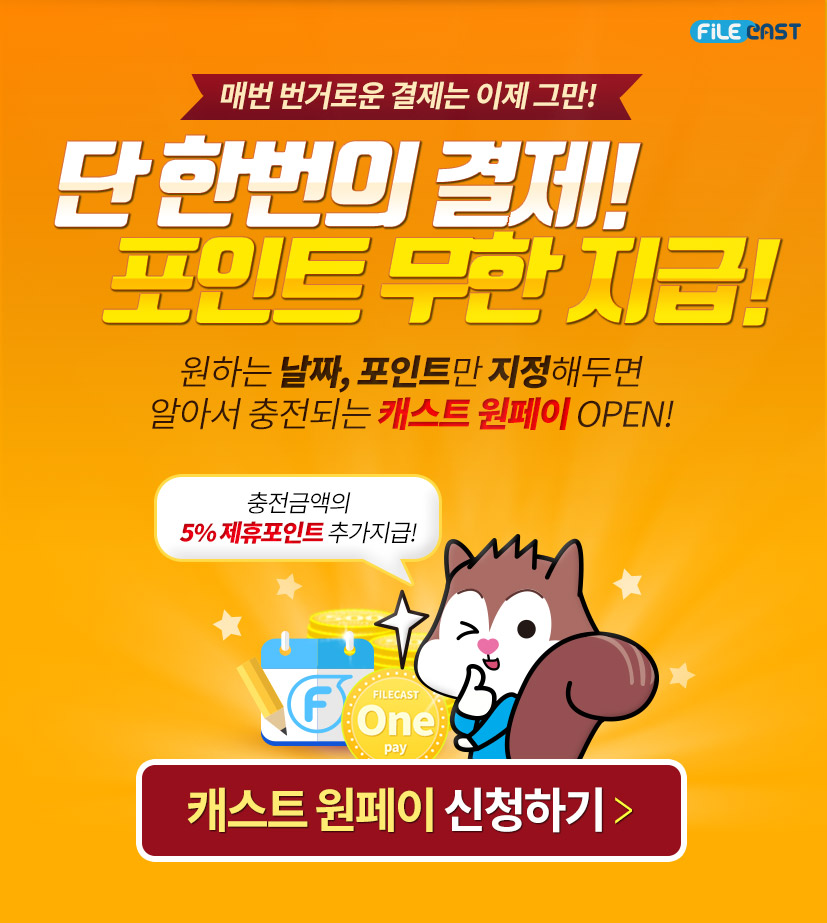 FiLECAST
매번 번거로운 결제는 이제 그만!
단 한번의 결제!
포인트 무한 지급!
원하는 날짜, 포인트만 지정해두면
알아서 충전되는 캐스트 원페이 OPEN!
충전금액의
5% 제휴포인트 추가지급!
F
FILECAST
One
pay
캐스트 원페이 신청하기 >